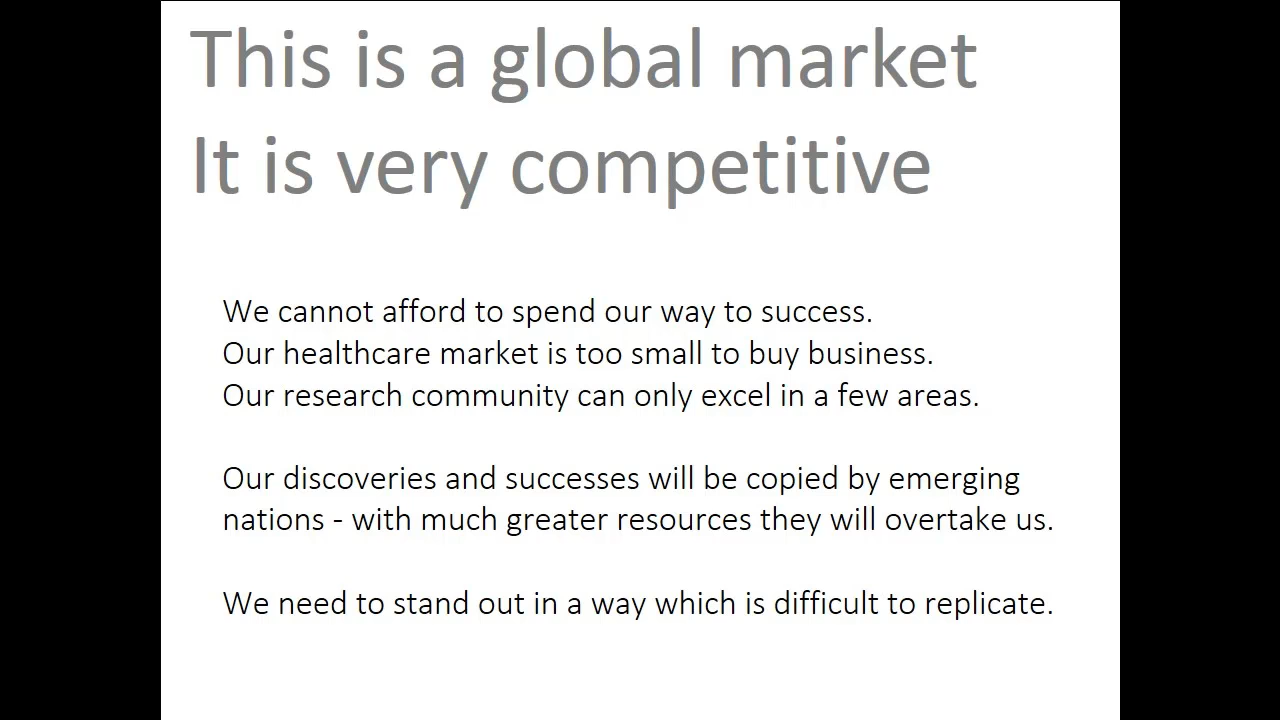 This is a global market
It is very competitive
We cannot afford to spend our way to success.
Our healthcare market is too small to buy business.
Our research community can only excel in a few areas.
Our discoveries and successes will be copied by emerging
nations - with much greater resources they will overtake us.
We need to stand out in a way which is difficult to replicate.